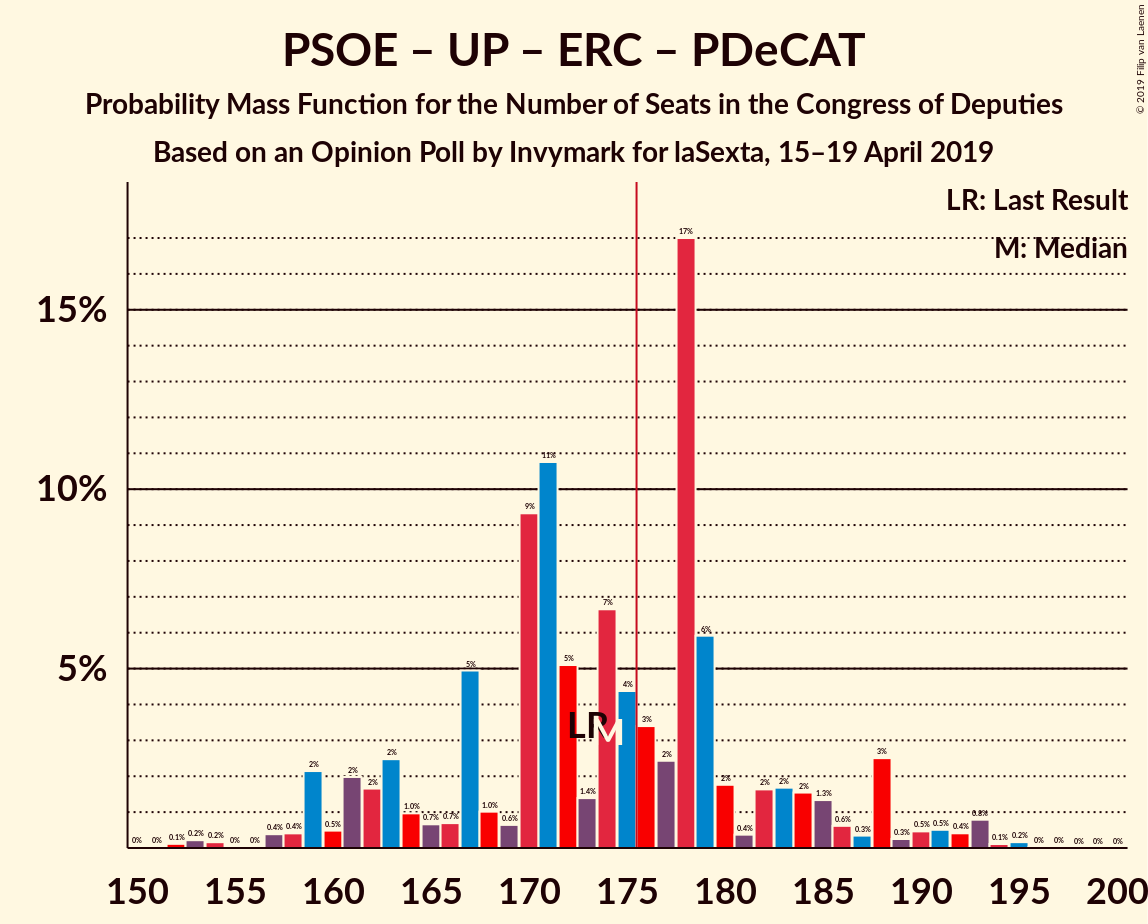 PSOE – UP – ERC – PDeCAT
Probability Mass Function for the Number of Seats in the Congress of Deputies
Based on an Opinion Poll by Invymark for laSexta, 15–19 April 2019
© 2019 Filip van Laenen
LR: Last Result
M: Median
15%
10%
5%
0% 0% 0.1% 0.2% 0.2% 0% 0% 0.4% 0.4% 2% 0.5% 2% 2% 2% 1.0% 0.7% 0.7% 5% 1.0% 0.6% 9% 11% 5% 1.4% 7% 4% 3% 2% 17% 6% 2% 0.4% 2% 2% 2% 1.3% 0.6% 0.3% 3% 0.3% 0.5% 0.5% 0.4% 0.8% 0.1% 0.2% 0% 0% 0% 0% 0%
LR M
150 155 160 165 170 175 180 185 190 195 200